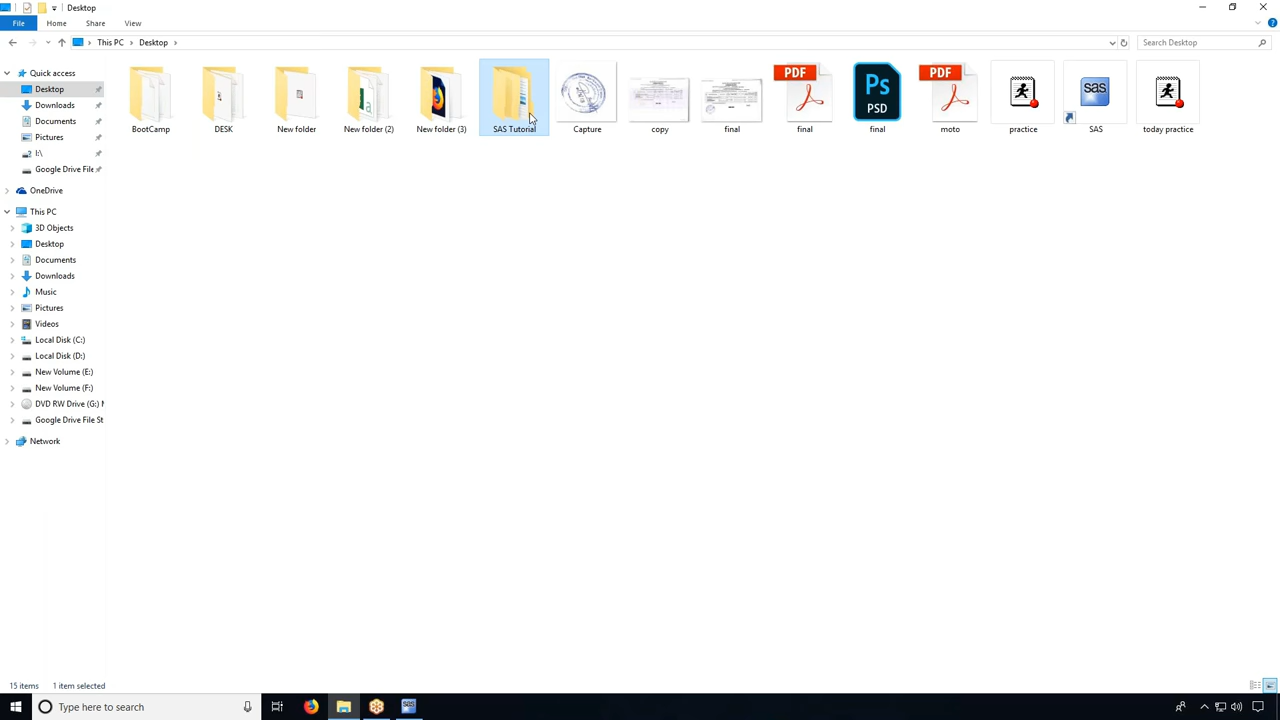 Desktop
File Home Share View
This PC Desktop
Search Desktop
Quick access
Desktop
Downloads
Documents
Pictures
I:\
Google Drive File
OneDrive
This PC
3D Objects
Desktop
Documents
Downloads
Music
Pictures
Videos
Local Disk (C:)
Local Disk (D:)
New Volume (E:)
New Volume (F:)
DVD RW Drive (G:) M
Google Drive File St
Network
PDF Ps PSD PDF sas
BootCamp DESK New folder New folder (2) New folder (3) SAS Tutorial Capture copy final final final moto practice SAS today practice
15 items 1 item selected
Type here to search
sas